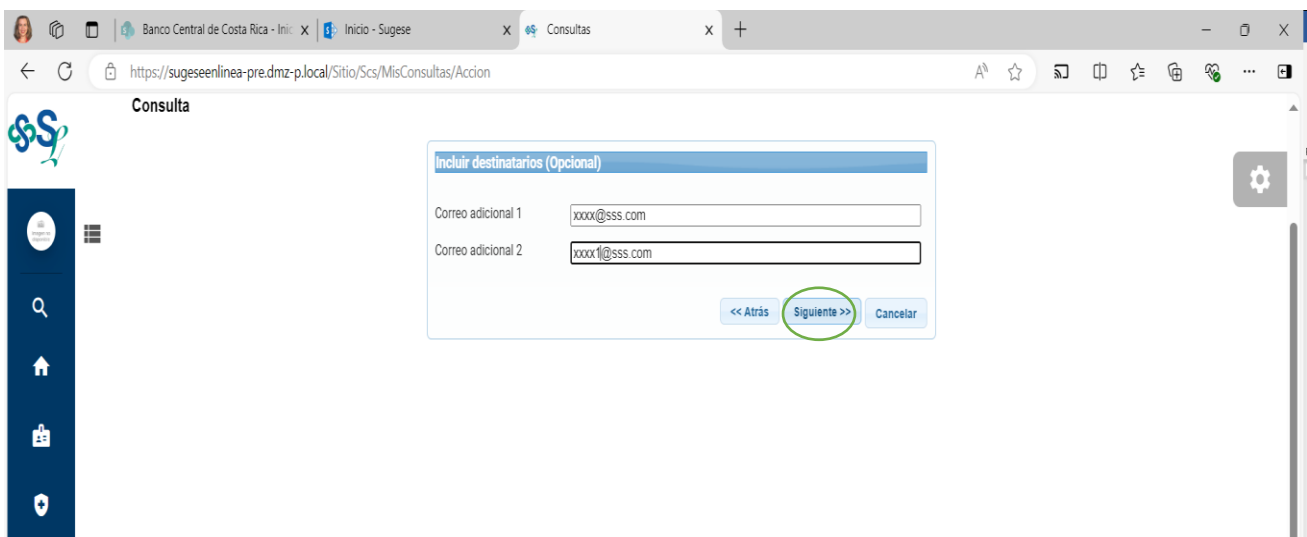 Banco Central de Costa Rica - Inic
Inicio - Sugese
Consultas
https://sugeseenlinea-pre.dmz-p.local/Sitio/Scs/MisConsultas/Accion
Consulta
Incluir destinatarios (Opcional)
Correo adicional 1
xxxx@sss.com
Correo adicional 2
xxxx1@sss.com
<< Atrás
Siguiente >>
Cancelar